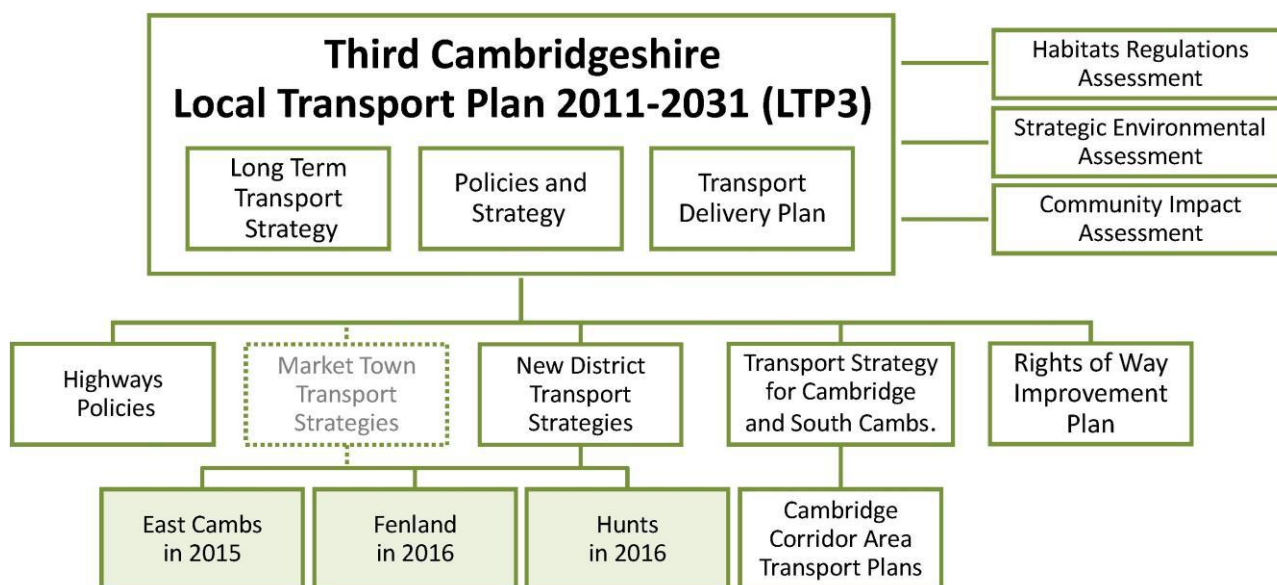 Third Cambridgeshire
Local Transport Plan 2011-2031 (LTP3)
Long Term
Transport
Strategy
Policies and
Strategy
Transport
Delivery Plan
Habitats Regulations
Assessment
Strategic Environmental
Assessment
Community Impact
Assessment
Highways
Policies
Market Town
Transport
Strategies
New District
Transport
Strategies
Transport Strategy
for Cambridge
and South Cambs.
Rights of Way
Improvement
Plan
East Cambs
in 2015
Fenland
in 2016
Hunts
in 2016
Cambridge
Corridor Area
Transport Plans